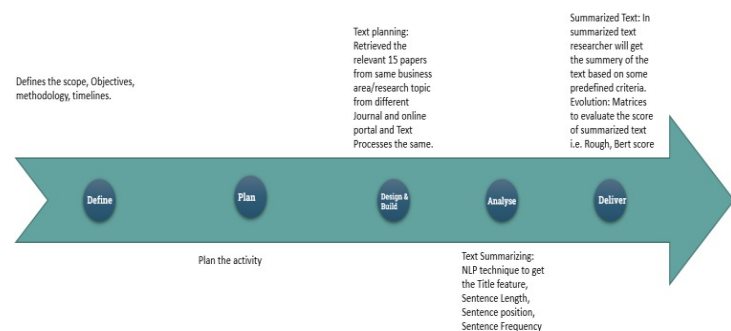 Defines the scope, Objectives,
methodology, timelines.
Text planning:
Retrieved the
relevant 15 papers
from same business
area/research topic
from different
Journal and online
portal and Text
Processes the same.
Summarized Text: In
summarized text
researcher will get
the summery of the
text based on some
predefined criteria.
Evolution: Matrices
to evaluate the score
of summarized text
i.e. Rough, Bert score
Define
Plan
Design &
Build
Analyse
Deliver
Plan the activity
Text Summarizing:
NLP technique to get
the Title feature,
Sentence Length,
Sentence position,
Sentence Frequency